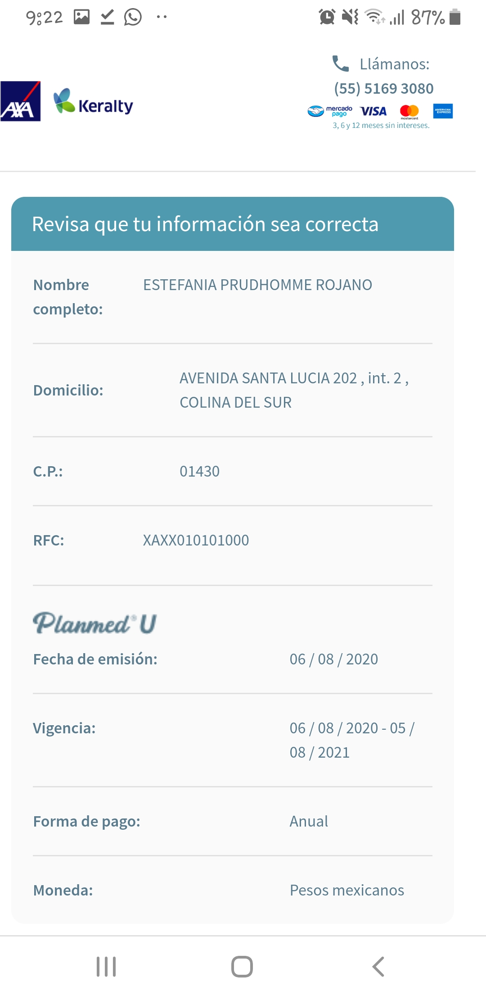 9:22
87%
Llámanos:
(55) 5169 3080
AXA
Keralty
mercado
pago
VISA
mastercard
AMERICAN
EXPRESS
3, 6 y 12 meses sin intereses.
Revisa que tu información sea correcta
Nombre
completo:
ESTEFANIA PRUDHOMME ROJANO
Domicilio:
AVENIDA SANTA LUCIA 202 , int. 2 ,
COLINA DEL SUR
C.P.: 01430
RFC: XAXX010101000
Planmed® U
Fecha de emisión: 06 / 08 / 2020
Vigencia: 06 / 08 / 2020 - 05 /
08 / 2021
Forma de pago: Anual
Moneda: Pesos mexicanos